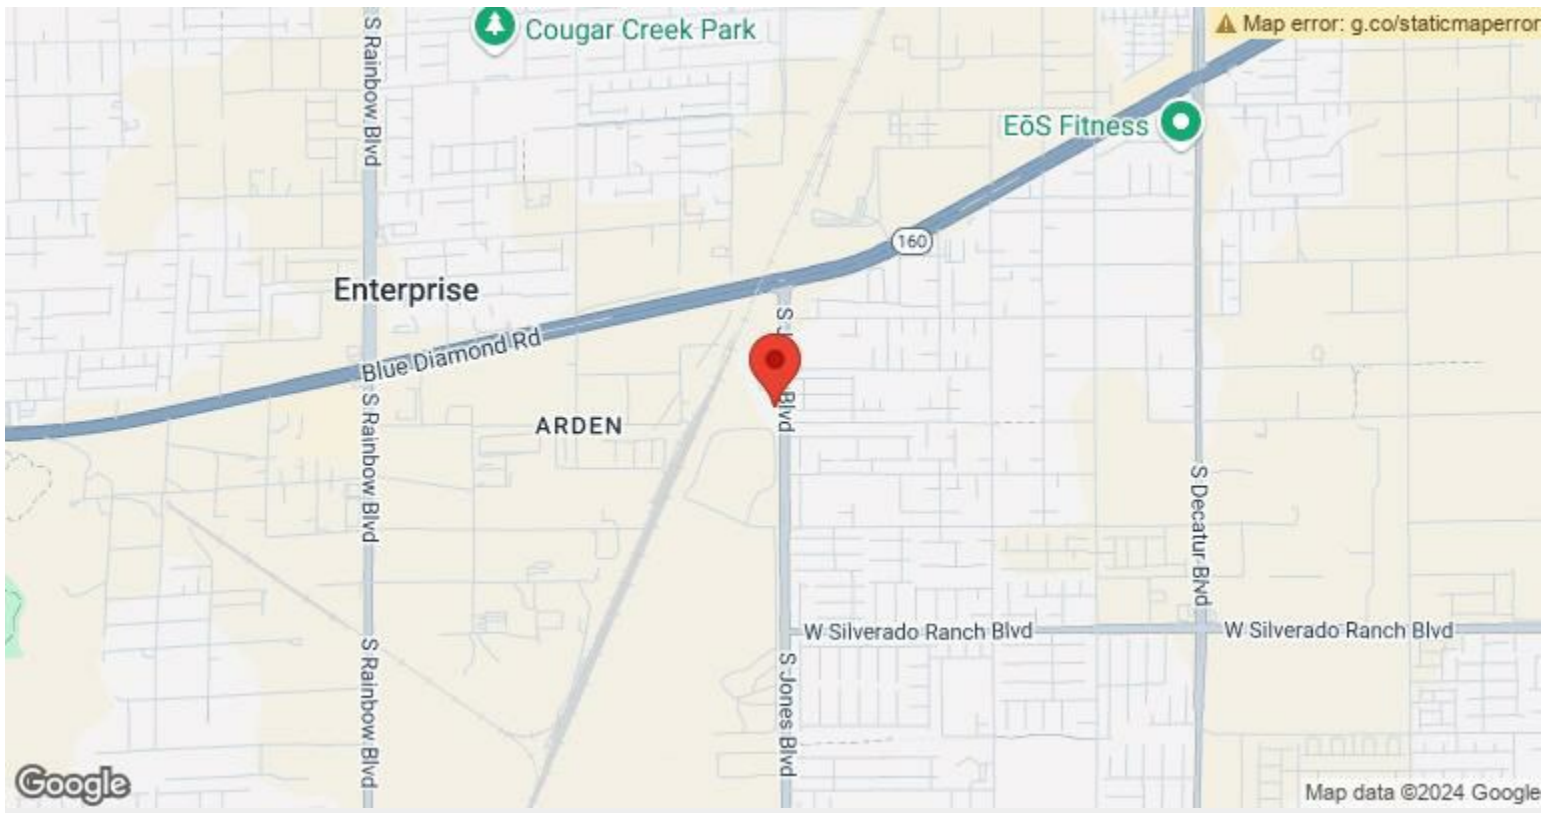 Cougar Creek Park
Map error: g.co/staticmaperror
S Rainbow Blvd
EōS Fitness
160
Enterprise
Blue Diamond Rd
S J
Blvd
ARDEN
S Rainbow Blvd
S Decatur Blvd
W Silverado Ranch Blvd
W Silverado Ranch Blvd
S Rainbow Blvd
S Jones Blvd
Google
Map data ©2024 Google